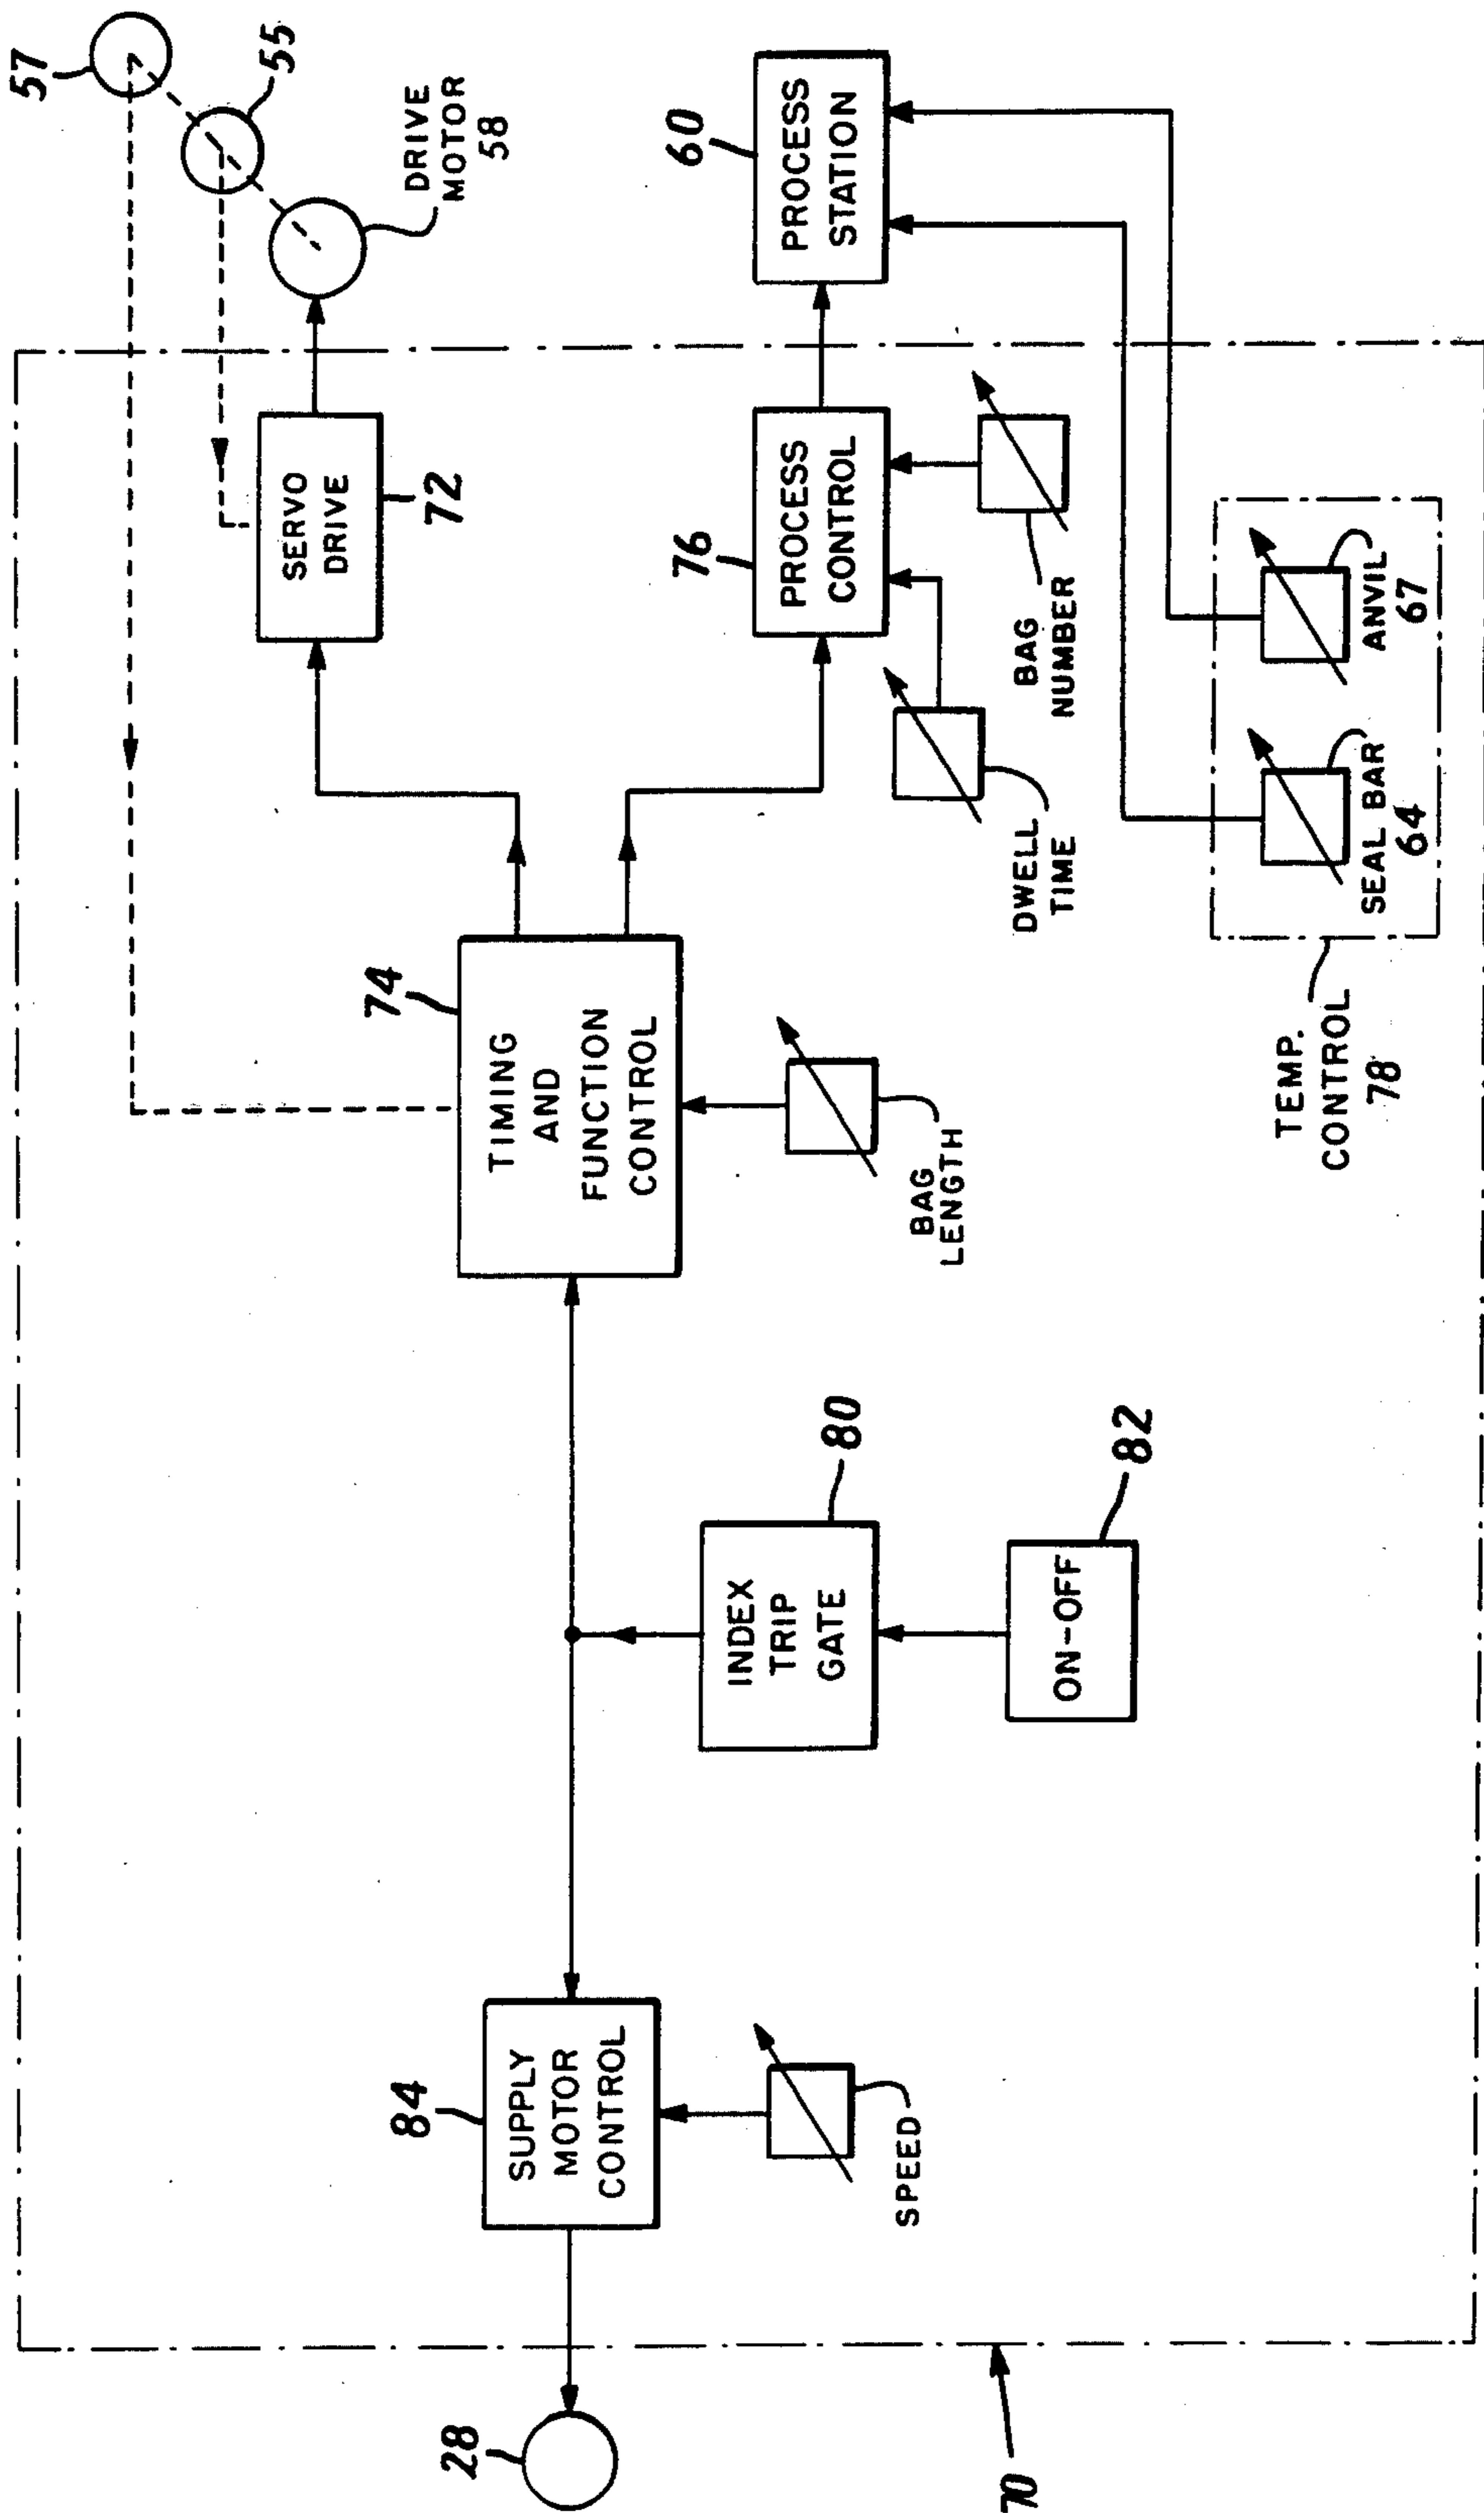 57
55
DRIVE
MOTOR
58
SERVO
DRIVE
72
60
PROCESS
STATION
76
PROCESS
CONTROL
BAG
NUMBER
DWELL
TIME
74
TIMING
AND
FUNCTION
CONTROL
BAG
LENGTH
ANVIL
67
SEAL BAR
64
TEMP.
CONTROL
78
INDEX
TRIP
GATE
80
ON-OFF
82
84
SUPPLY
MOTOR
CONTROL
SPEED
28
70